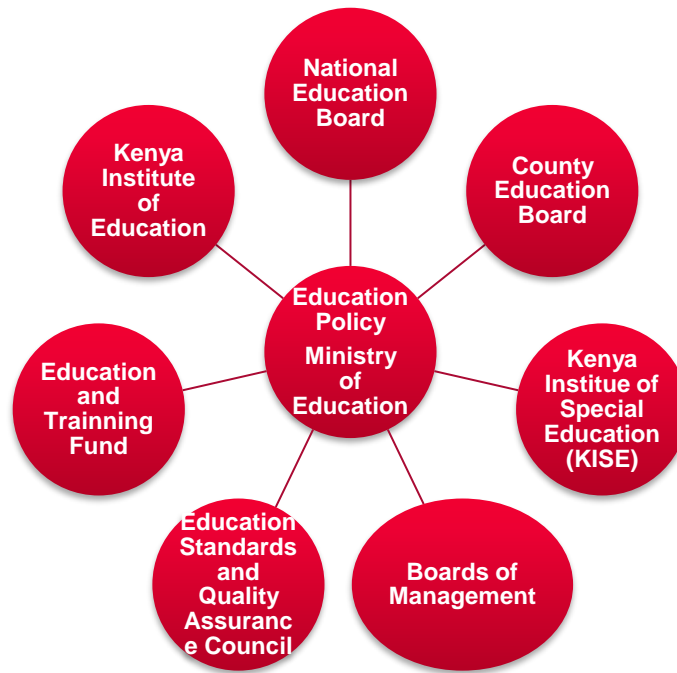 National
Education
Board
County
Education
Board
Kenya
Institue of
Special
Education
(KISE)
Boards of
Management
Education
Standards
and
Quality
Assuranc
e Council
Education
and
Trainning
Fund
Kenya
Institute
of
Education
Education
Policy
Ministry
of
Education